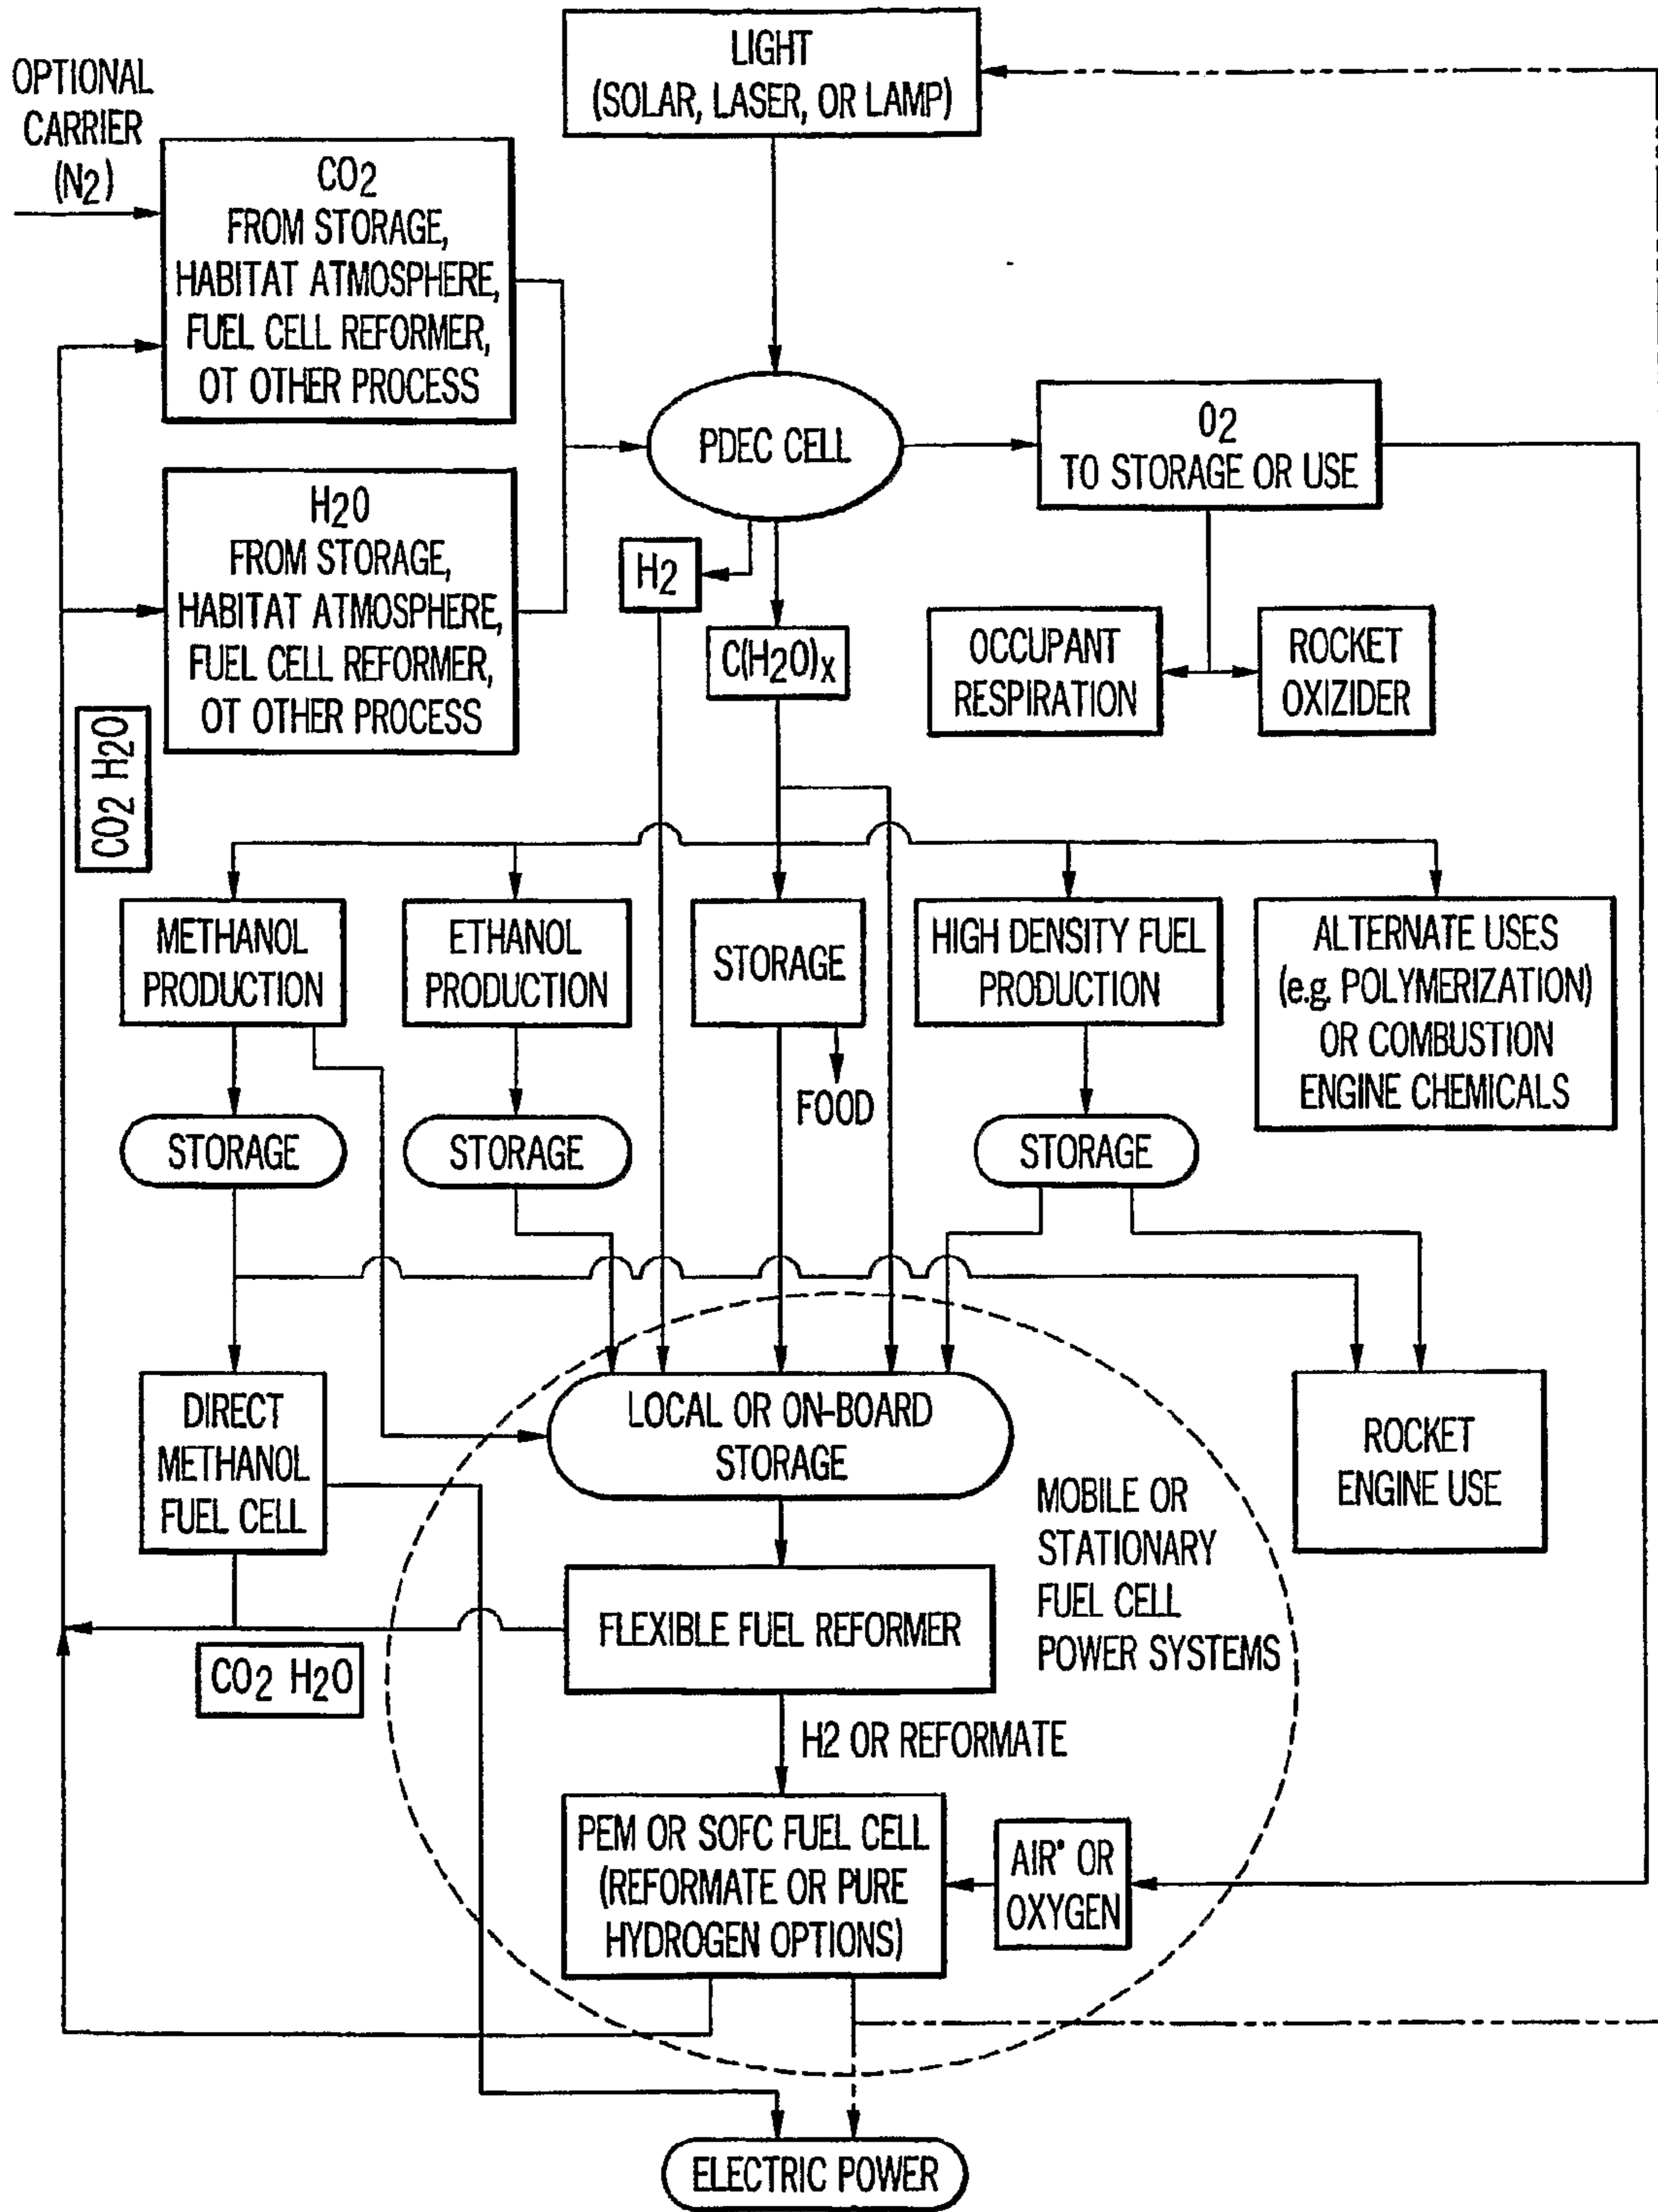 LIGHT
(SOLAR, LASER, OR LAMP)
OPTIONAL
CARRIER
(N2)
CO2
FROM STORAGE,
HABITAT ATMOSPHERE,
FUEL CELL REFORMER,
OT OTHER PROCESS
PDEC CELL
O2
TO STORAGE OR USE
H2O
FROM STORAGE,
HABITAT ATMOSPHERE,
FUEL CELL REFORMER,
OT OTHER PROCESS
H2
C(H2O)x
OCCUPANT
RESPIRATION
ROCKET
OXIZIDER
CO2 H2O
METHANOL
PRODUCTION
ETHANOL
PRODUCTION
STORAGE
HIGH DENSITY FUEL
PRODUCTION
ALTERNATE USES
(e.g. POLYMERIZATION)
OR COMBUSTION
ENGINE CHEMICALS
FOOD
STORAGE
STORAGE
STORAGE
DIRECT
METHANOL
FUEL CELL
LOCAL OR ON-BOARD
STORAGE
ROCKET
ENGINE USE
MOBILE OR
STATIONARY
FUEL CELL
POWER SYSTEMS
FLEXIBLE FUEL REFORMER
CO2 H2O
H2 OR REFORMATE
PEM OR SOFC FUEL CELL
(REFORMATE OR PURE
HYDROGEN OPTIONS)
AIR* OR
OXYGEN
ELECTRIC POWER